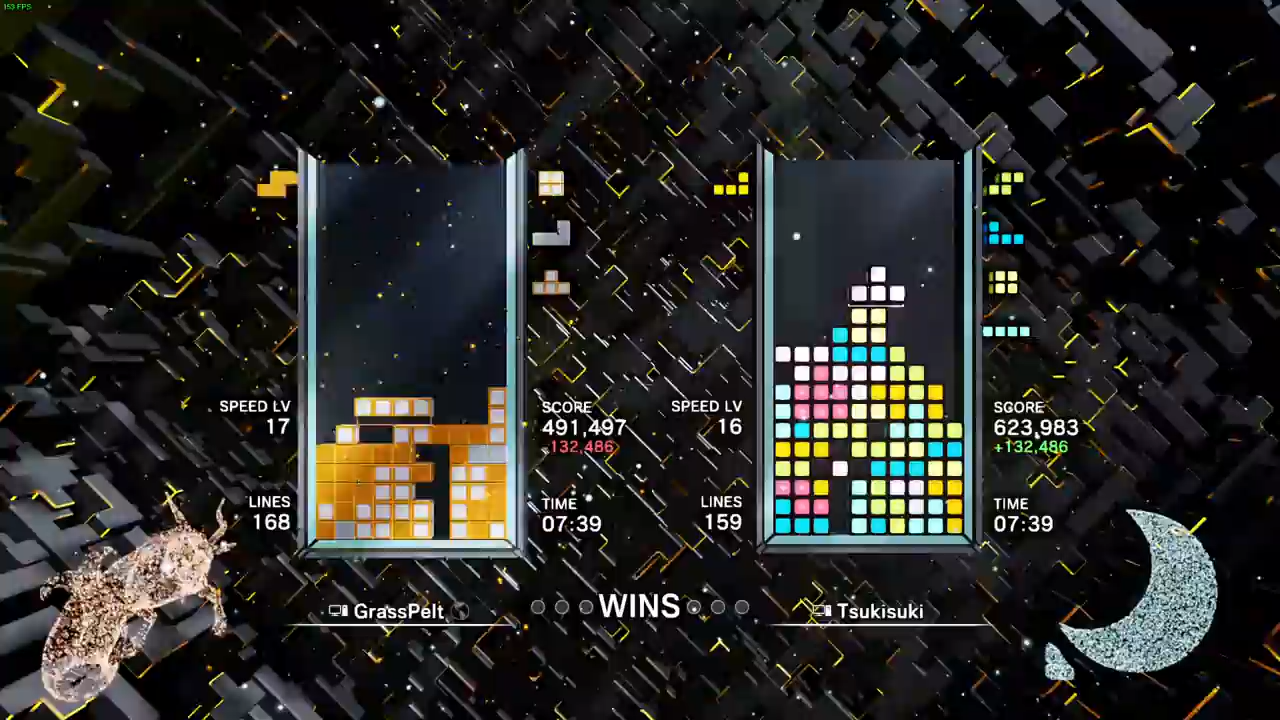 153 FPS
SPEED LV
17
LINES
168
SCORE
491,497
-132,486
TIME
07:39
SPEED LV
16
LINES
159
SCORE
623,983
+132,486
TIME
07:39
WINS
GrassPelt
Tsukisuki